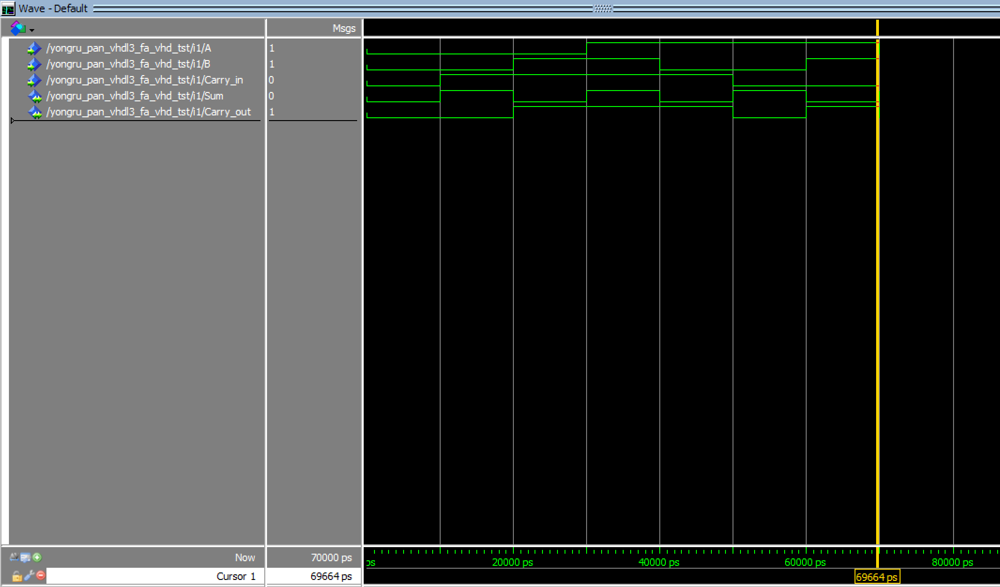 Wave - Default
Msgs
/yongru_pan_vhdl3_fa_vhd_tst/i1/A 1
/yongru_pan_vhdl3_fa_vhd_tst/i1/B 1
/yongru_pan_vhdl3_fa_vhd_tst/i1/Carry_in 0
/yongru_pan_vhdl3_fa_vhd_tst/i1/Sum 0
/yongru_pan_vhdl3_fa_vhd_tst/i1/Carry_out 1
Now 70000 ps
ps 20000 ps 40000 ps 60000 ps 80000 ps
Cursor 1 69664 ps 69664 ps